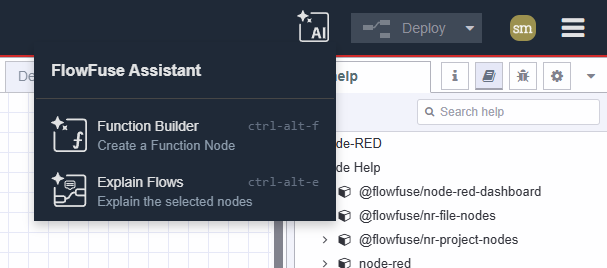 AI
Deploy
sm
De
FlowFuse Assistant
help
i
Search help
Function Builder
ctrl-alt-f
Create a Function Node
f
de-RED
de Help
Explain Flows
ctrl-alt-e
Explain the selected nodes
@flowfuse/node-red-dashboard
@flowfuse/nr-file-nodes
@flowfuse/nr-project-nodes
node-red